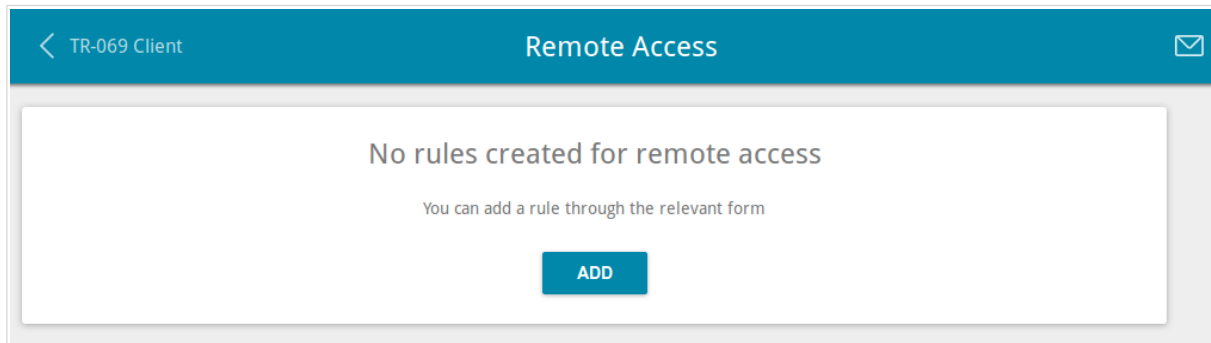 TR-069 Client
Remote Access
No rules created for remote access
You can add a rule through the relevant form
ADD